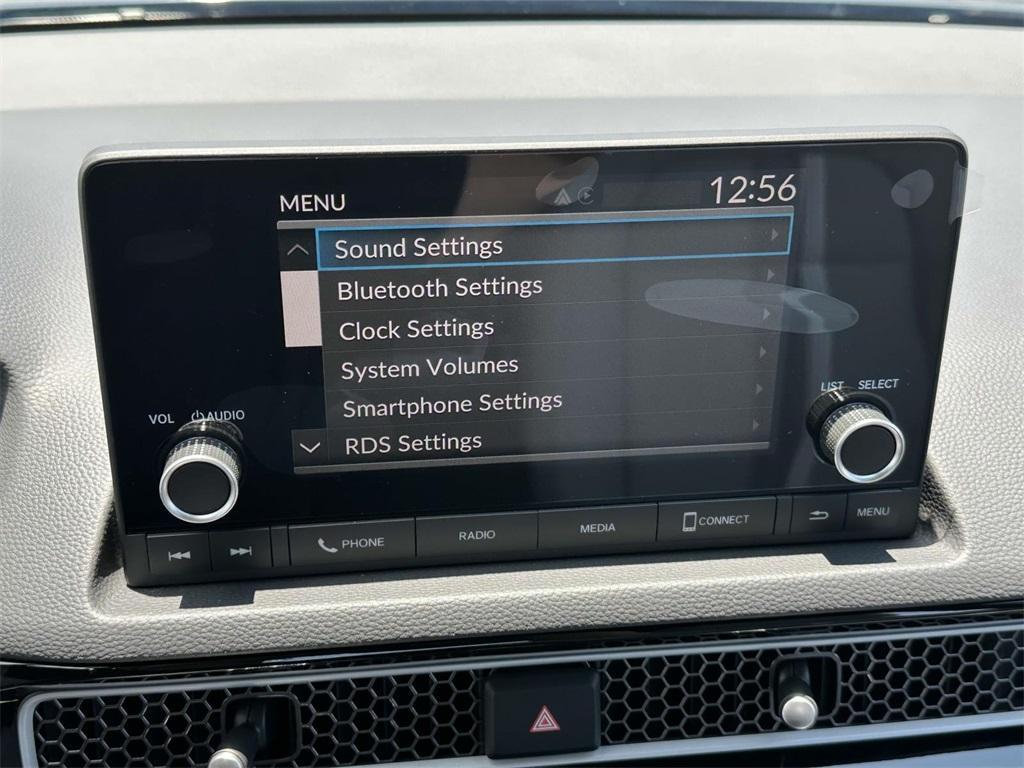 MENU 12:56
Sound Settings
Bluetooth Settings
Clock Settings
System Volumes
Smartphone Settings
RDS Settings
VOL AUDIO
LIST SELECT
PHONE RADIO MEDIA CONNECT MENU